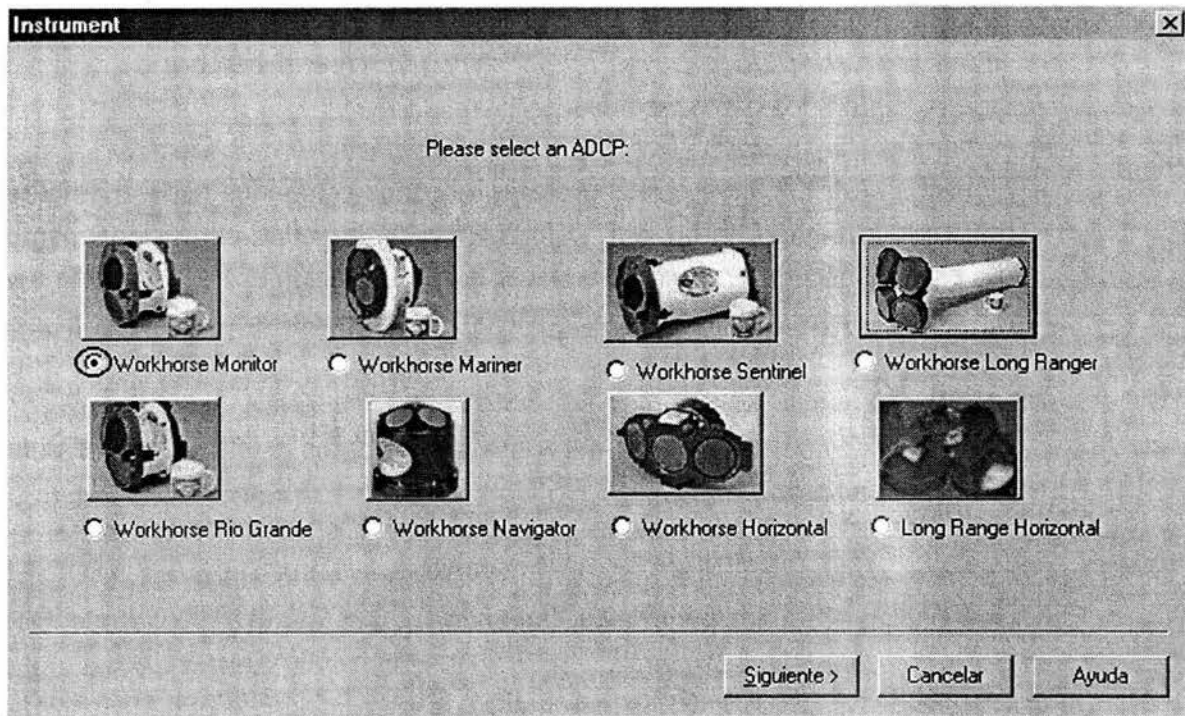 Instrument
Please select an ADCP:
Workhorse Monitor
Workhorse Mariner
Workhorse Sentinel
Workhorse Long Ranger
Workhorse Rio Grande
Workhorse Navigator
Workhorse Horizontal
Long Range Horizontal
Siguiente >
Cancelar
Ayuda